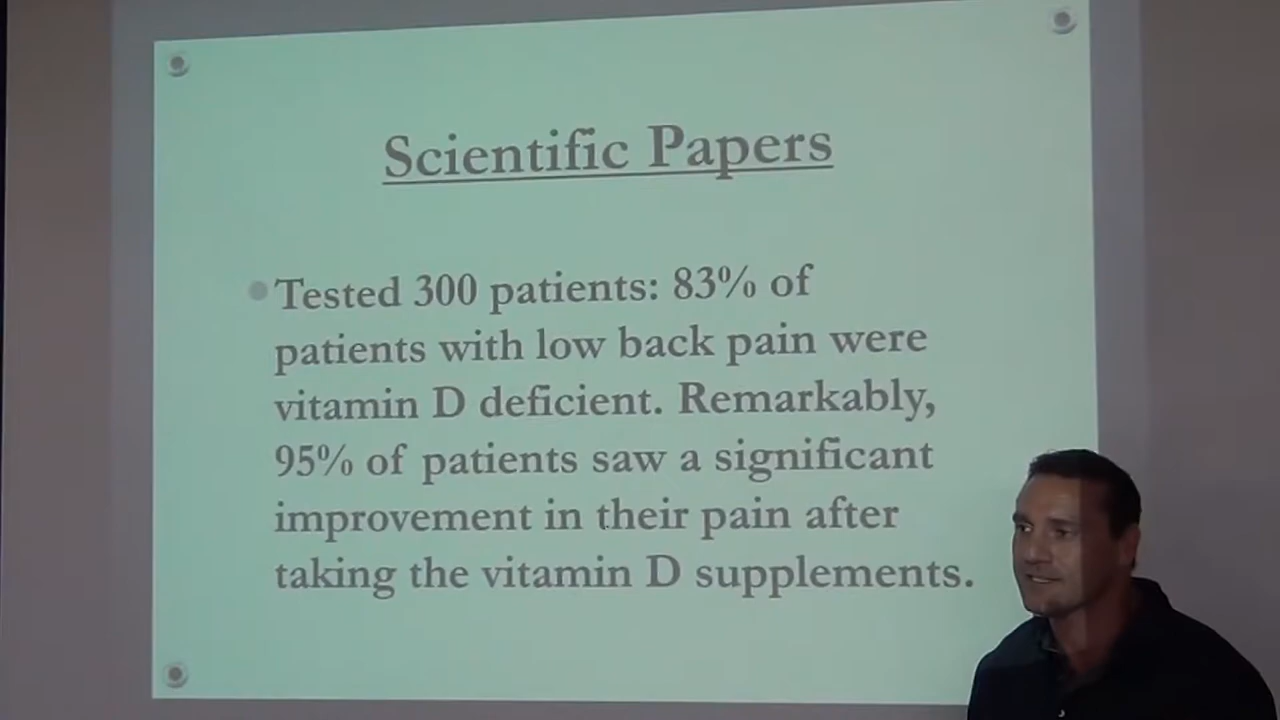 Scientific Papers
Tested 300 patients: 83% of
patients with low back pain were
vitamin D deficient. Remarkably,
95% of patients saw a significant
improvement in their pain after
taking the vitamin D supplements.